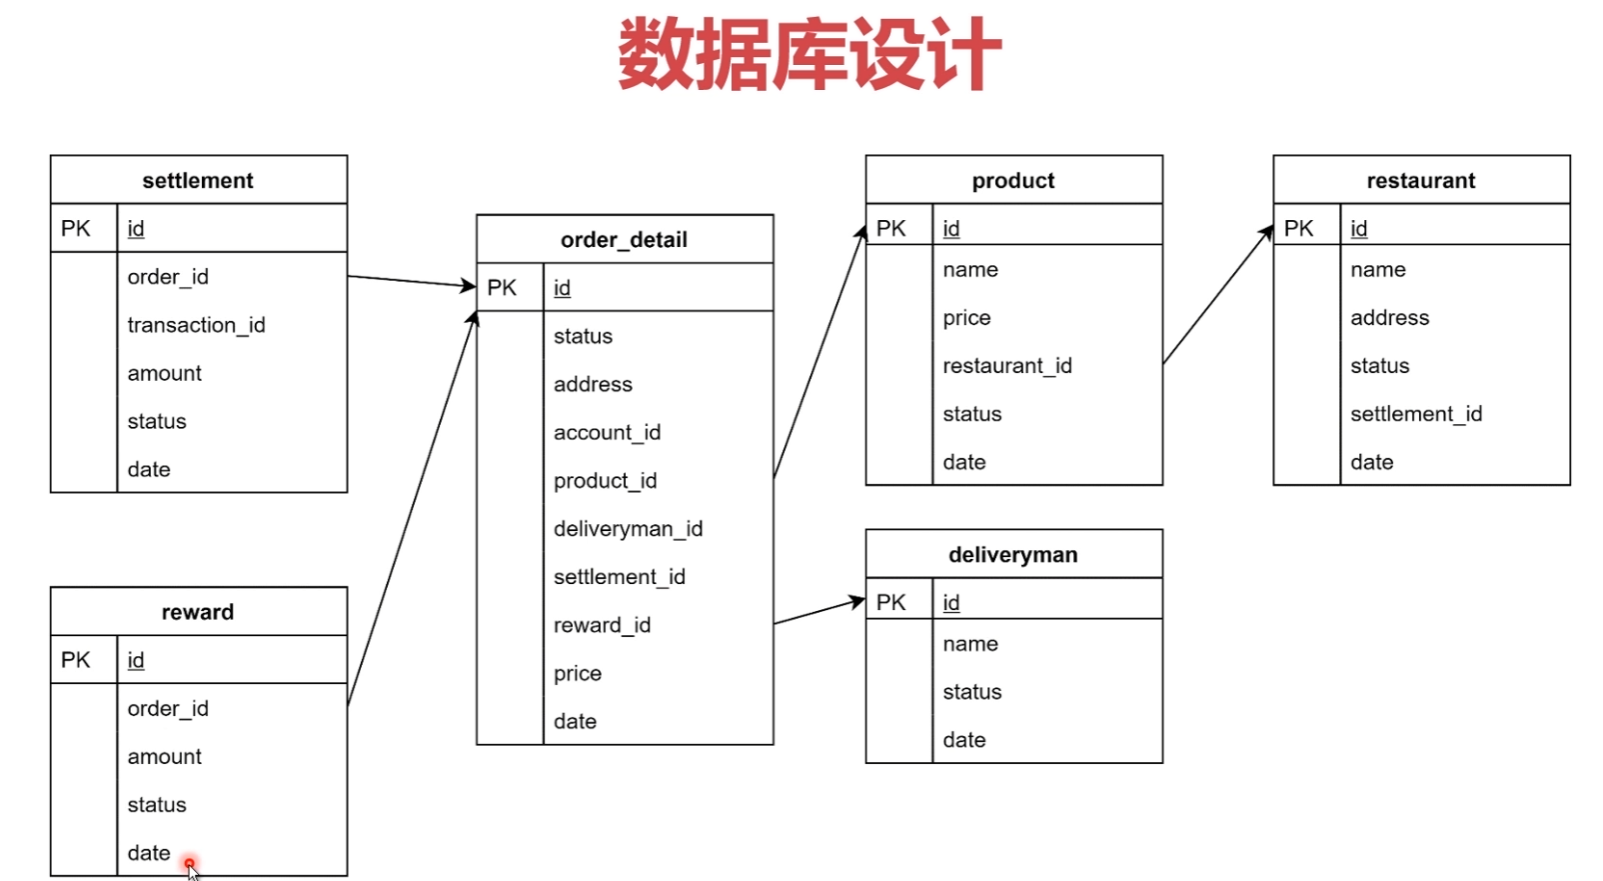 数据库设计
settlement
PK id
order_id
transaction_id
amount
status
date
reward
PK id
order_id
amount
status
date
order_detail
PK id
status
address
account_id
product_id
deliveryman_id
settlement_id
reward_id
price
date
product
PK id
name
price
restaurant_id
status
date
deliveryman
PK id
name
status
date
restaurant
PK id
name
address
status
settlement_id
date